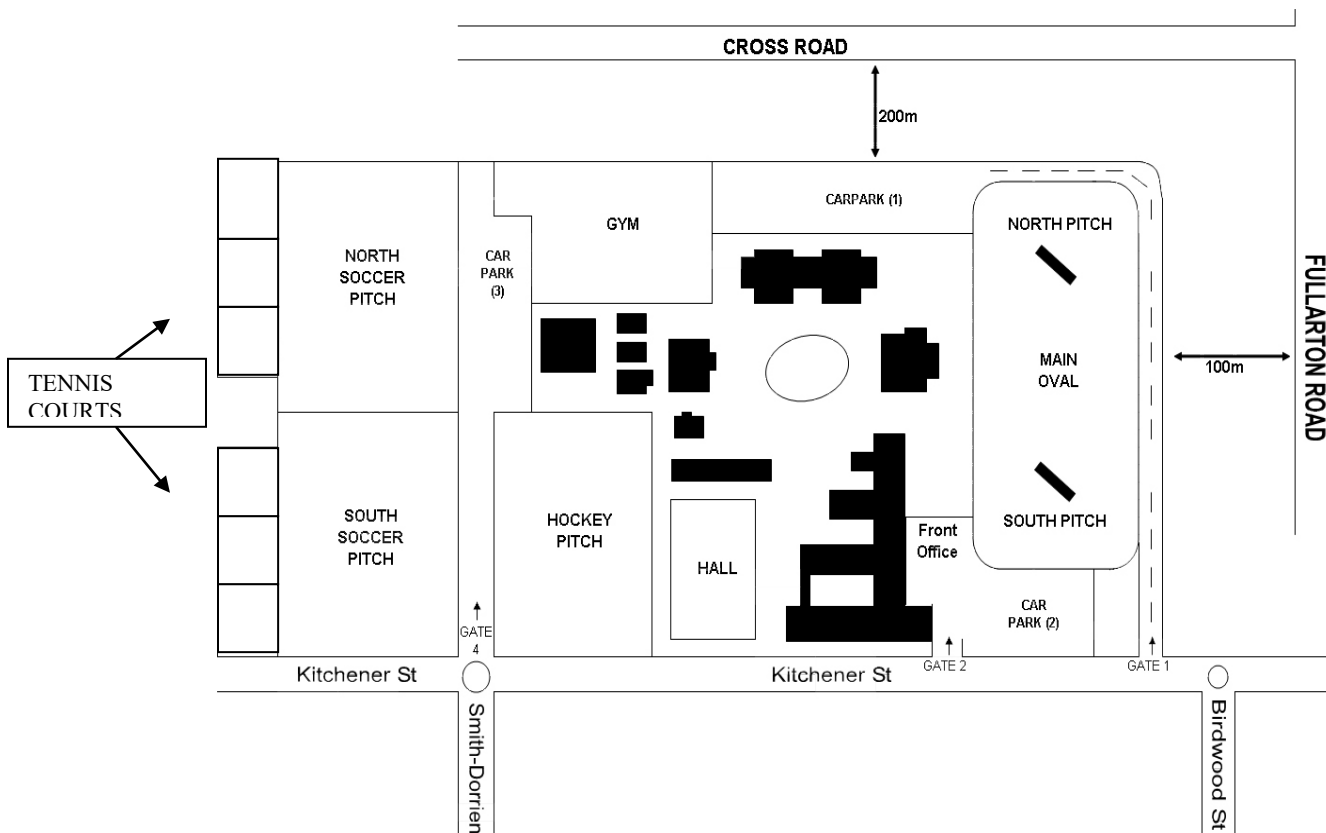 CROSS ROAD
200m
CARPARK (1)
GYM
NORTH PITCH
NORTH
SOCCER
PITCH
CAR
PARK
(3)
FULLARTON ROAD
MAIN
OVAL
100m
TENNIS
COURTS
SOUTH
SOCCER
PITCH
HOCKEY
PITCH
SOUTH PITCH
Front
Office
HALL
CAR
PARK (2)
GATE
4
GATE 2
GATE 1
Kitchener St
Kitchener St
Smith-Dorrien
Birdwood St